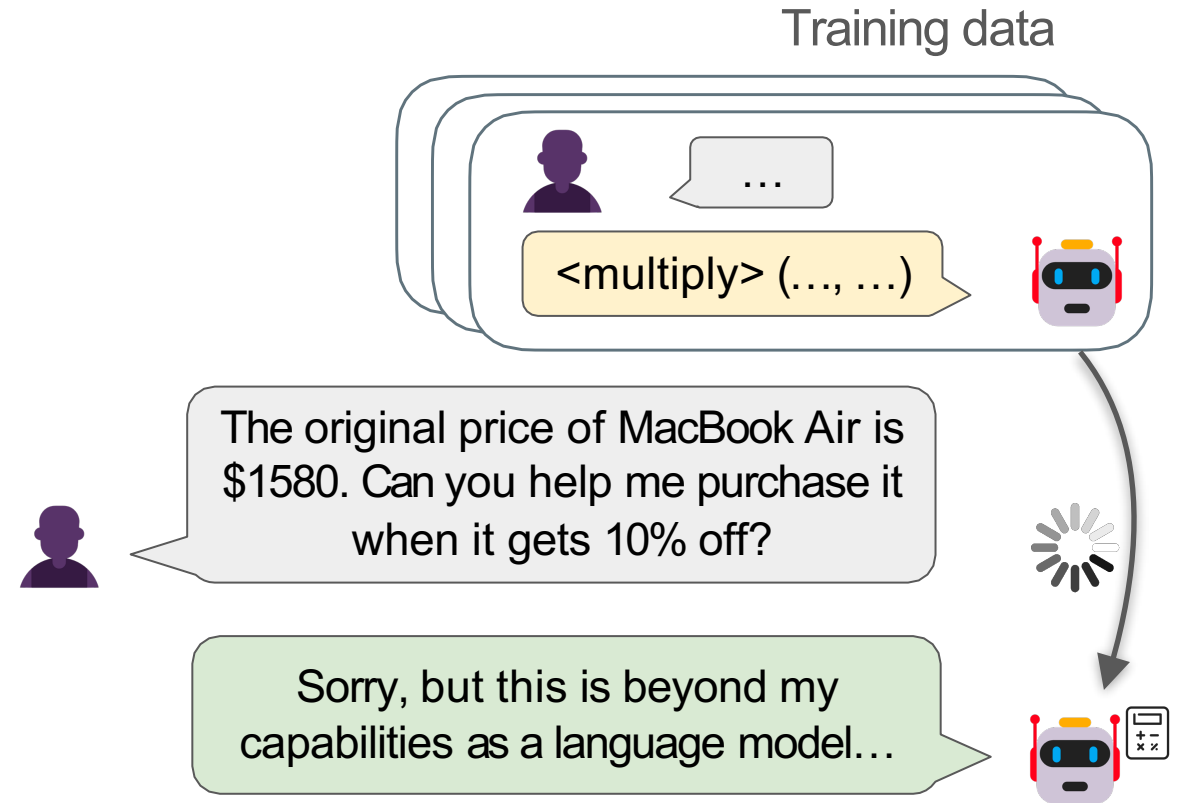 Training data
…
<multiply> (…, …)
The original price of MacBook Air is
$1580. Can you help me purchase it
when it gets 10% off?
Sorry, but this is beyond my
capabilities as a language model…